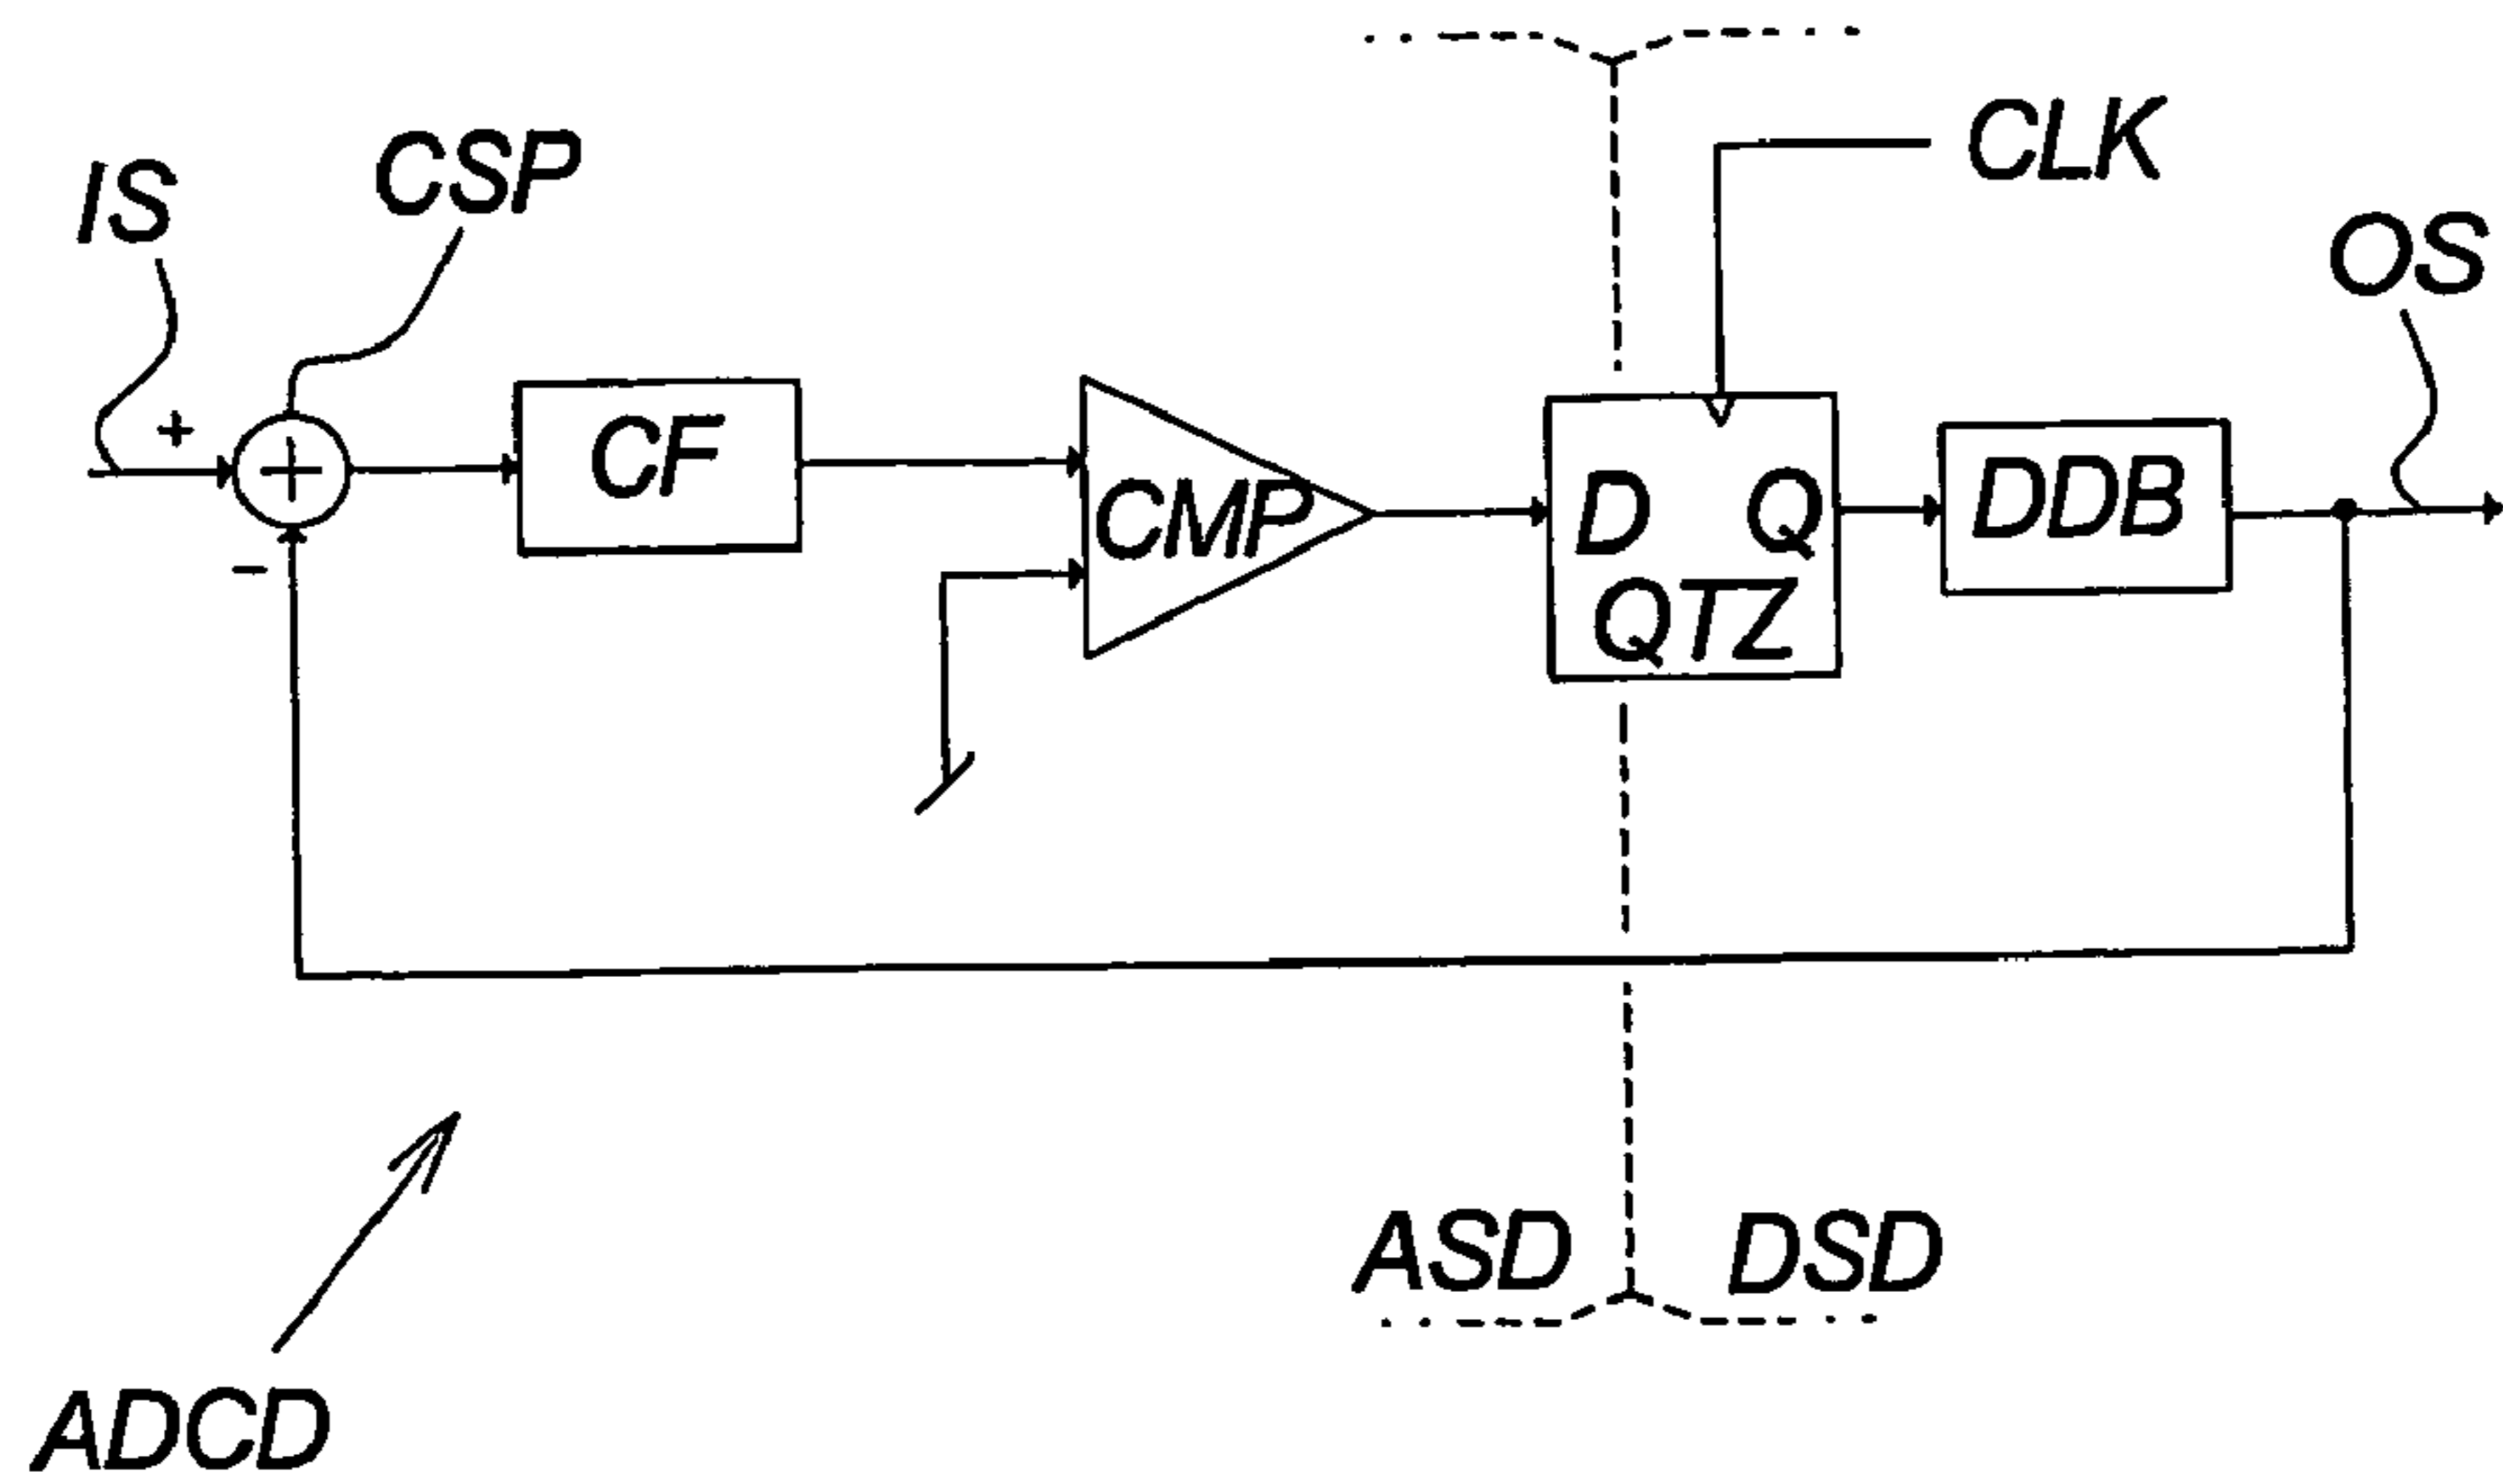 CLK
CSP
IS
OS
+
CF
CMP
D Q
QTZ
DDB
-
ASD
DSD
ADCD